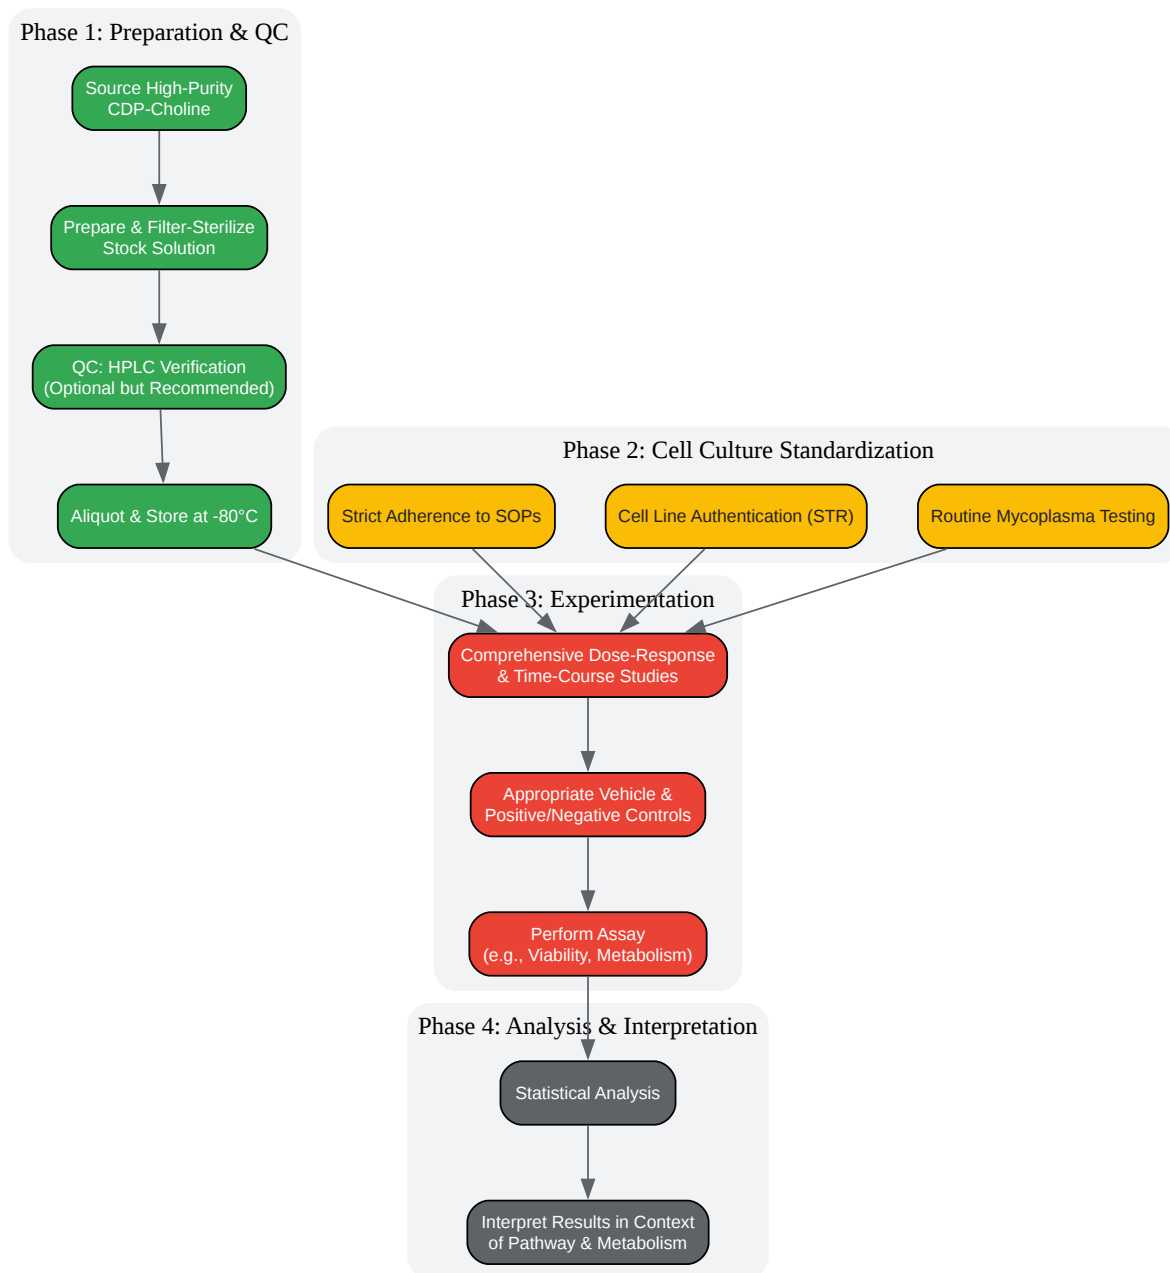 Phase 1: Preparation & QC
Source High-Purity
CDP-Choline
Prepare & Filter-Sterilize
Stock Solution
QC: HPLC Verification
(Optional but Recommended)
Aliquot & Store at -80°C
Phase 2: Cell Culture Standardization
Strict Adherence to SOPs
Cell Line Authentication (STR)
Routine Mycoplasma Testing
Phase 3: Experimentation
Comprehensive Dose-Response
& Time-Course Studies
Appropriate Vehicle &
Positive/Negative Controls
Perform Assay
(e.g., Viability, Metabolism)
Phase 4: Analysis & Interpretation
Statistical Analysis
Interpret Results in Context
of Pathway & Metabolism